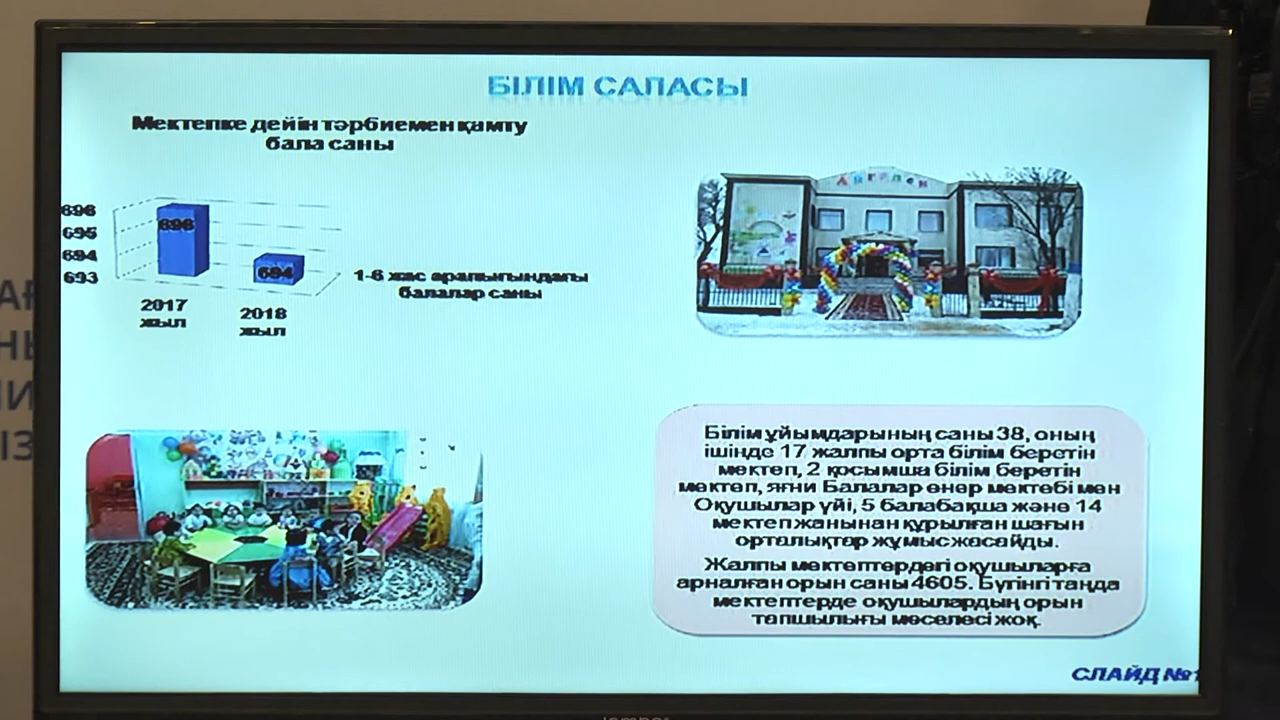 БІЛІМ САЛАСЫ
Мектепке дейін тәрбиемен қамту
бала саны
696
695
694
693
696
694
2017
жыл
2018
жыл
1-6 жас аралығындағы
балалар саны
Білім ұйымдарының саны 38, оның
ішінде 17 жалпы орта білім беретін
мектеп, 2 қосымша білім беретін
мектеп, яғни Балалар өнер мектебі мен
Оқушылар үйі, 5 балабақша және 14
мектеп жанынан құрылған шағын
орталықтар жұмыс жасайды.
Жалпы мектептердегі оқушыларға
арналған орын саны 4605. Бүгінгі таңда
мектептерде оқушылардың орын
тапшылығы мәселесі жоқ.
СЛАЙД №1